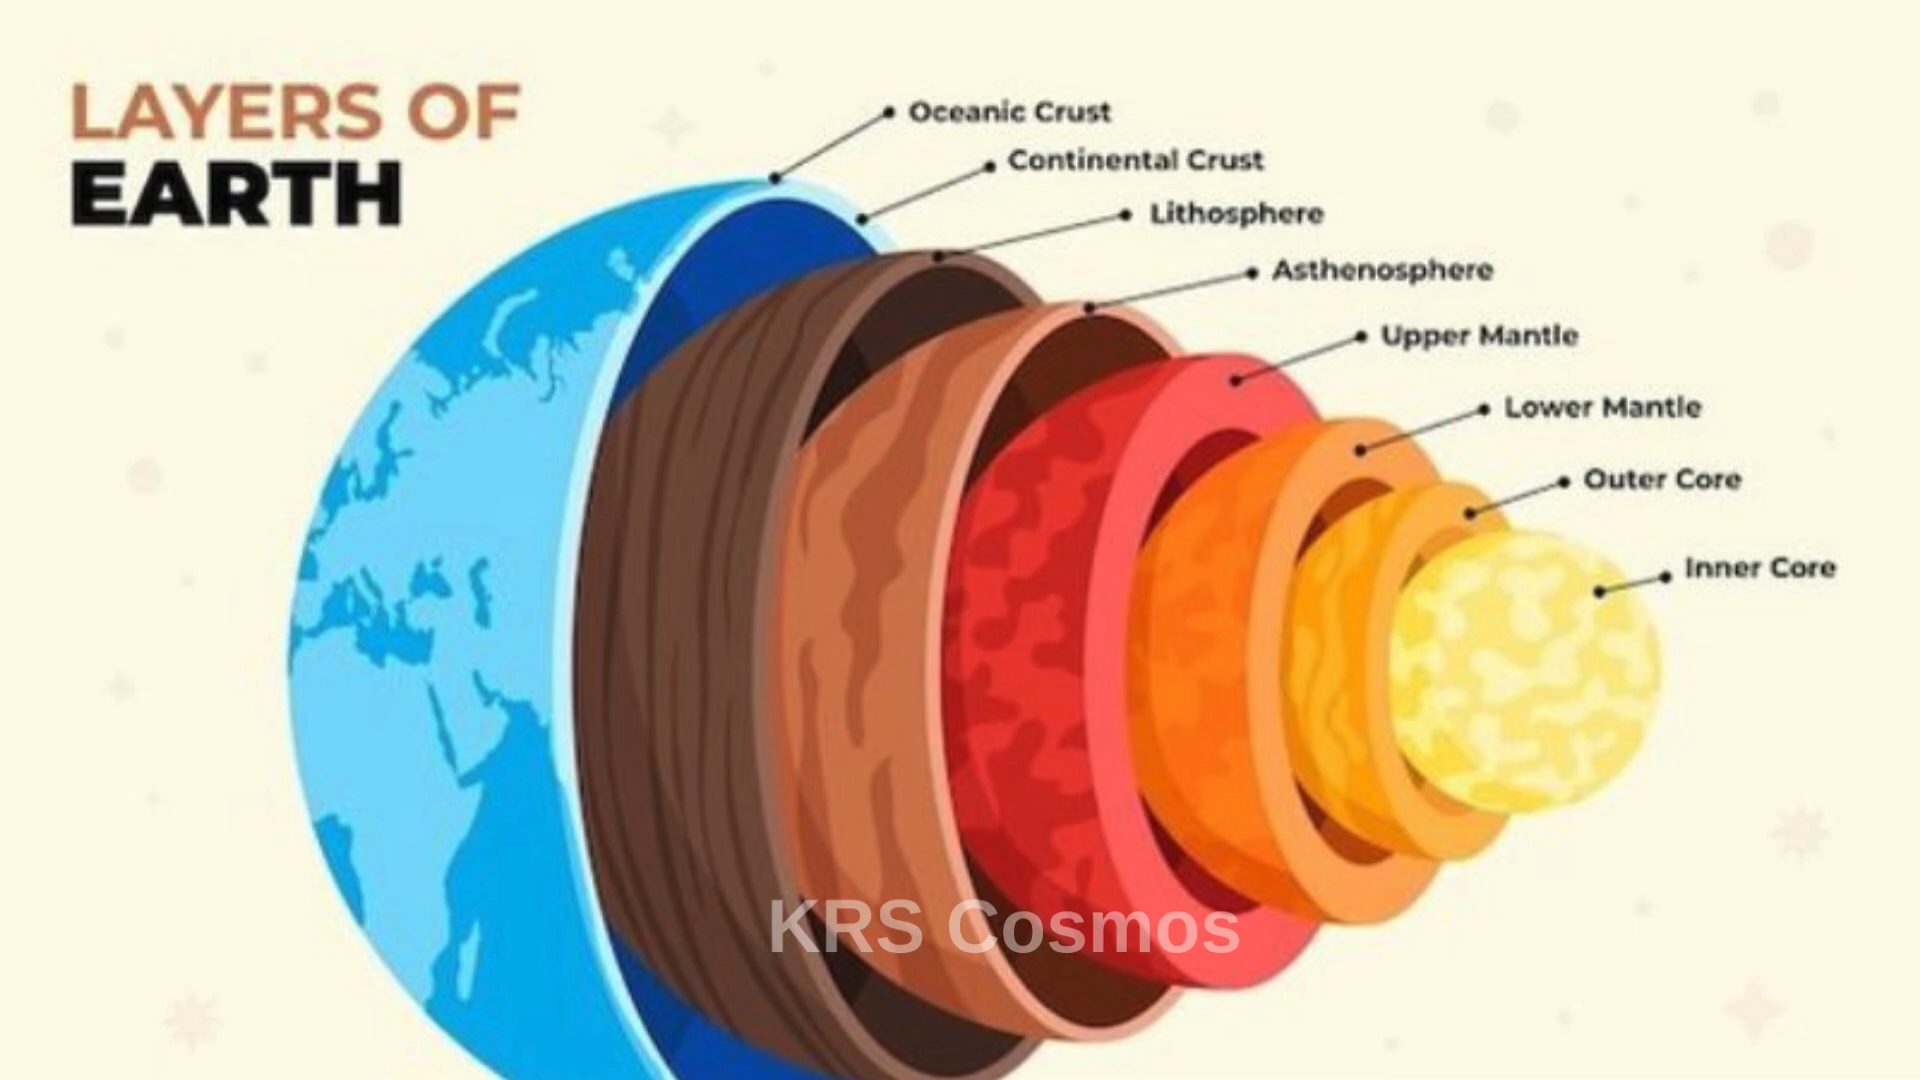 LAYERS OF
EARTH
Oceanic Crust
Continental Crust
Lithosphere
Asthenosphere
Upper Mantle
Lower Mantle
Outer Core
Inner Core
KRS Cosmos